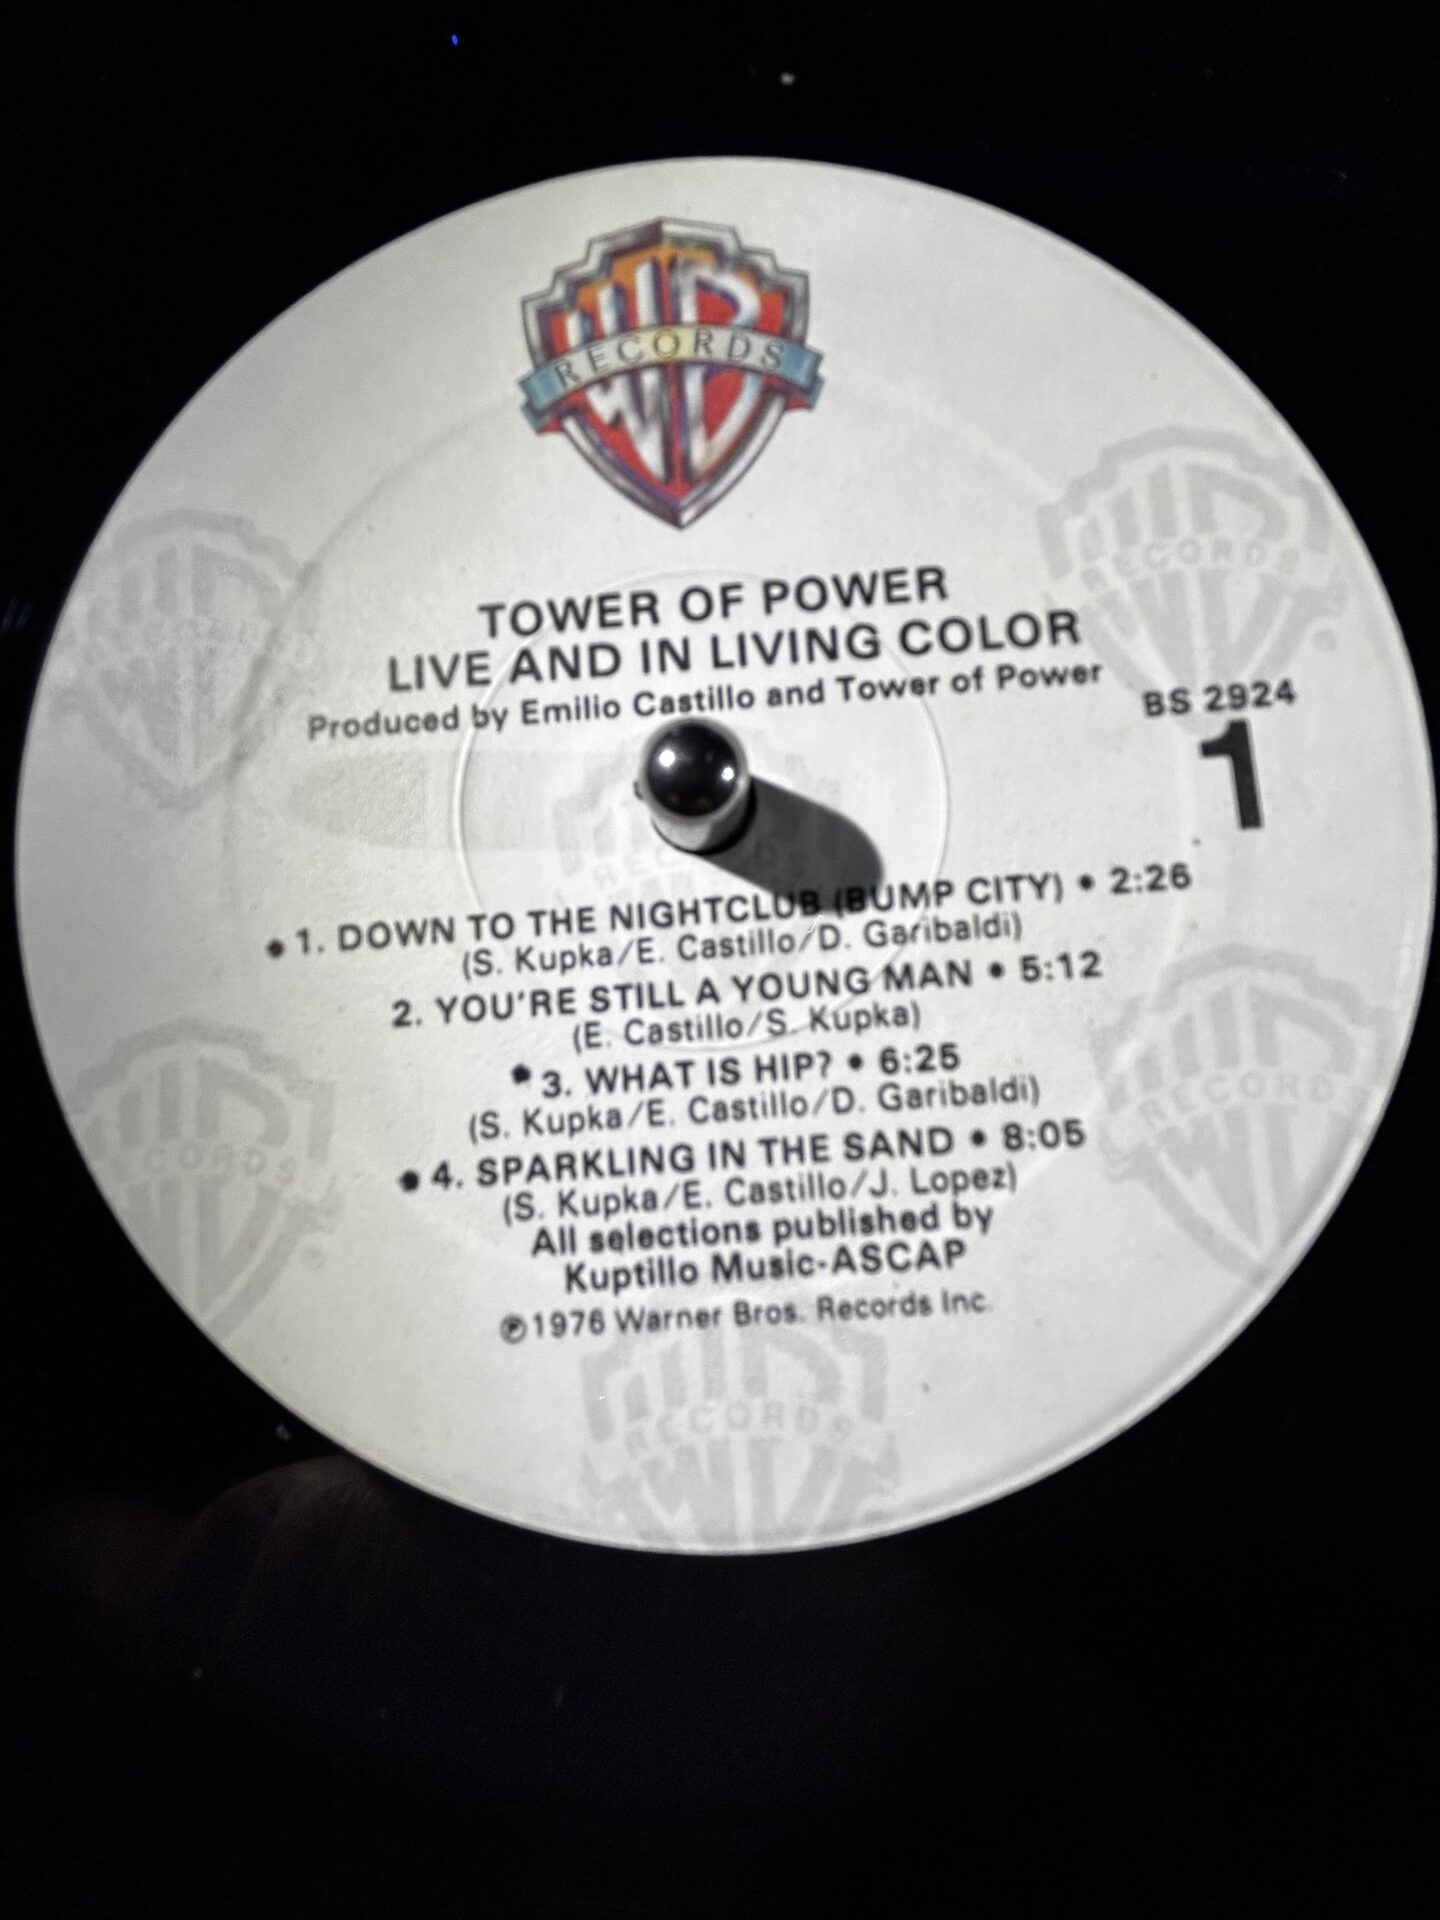 WB
RECORDS
TOWER OF POWER
LIVE AND IN LIVING COLOR
Produced by Emilio Castillo and Tower of Power
BS 2924
1
• 1. DOWN TO THE NIGHTCLUB (BUMP CITY) • 2:26
(S. Kupka/E. Castillo/D. Garibaldi)
2. YOU'RE STILL A YOUNG MAN • 5:12
(E. Castillo/S. Kupka)
• 3. WHAT IS HIP? • 6:25
(S. Kupka/E. Castillo/D. Garibaldi)
• 4. SPARKLING IN THE SAND • 8:05
(S. Kupka/E. Castillo/J. Lopez)
All selections published by
Kuptillo Music-ASCAP
℗1976 Warner Bros. Records Inc.